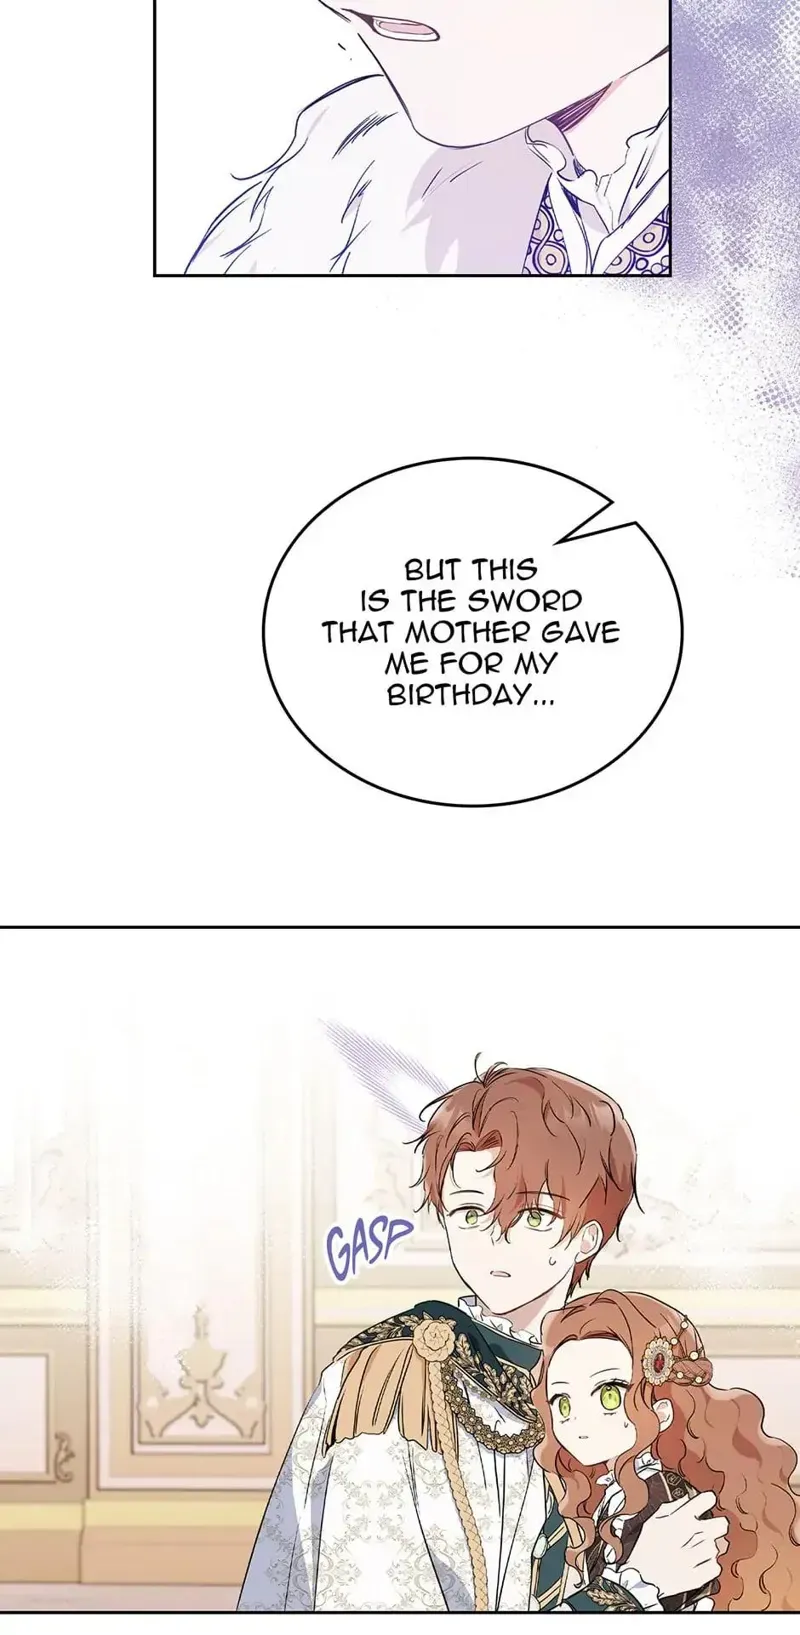 BUT THIS
IS THE SWORD
THAT MOTHER GAVE
ME FOR MY
BIRTHDAY...
GASP